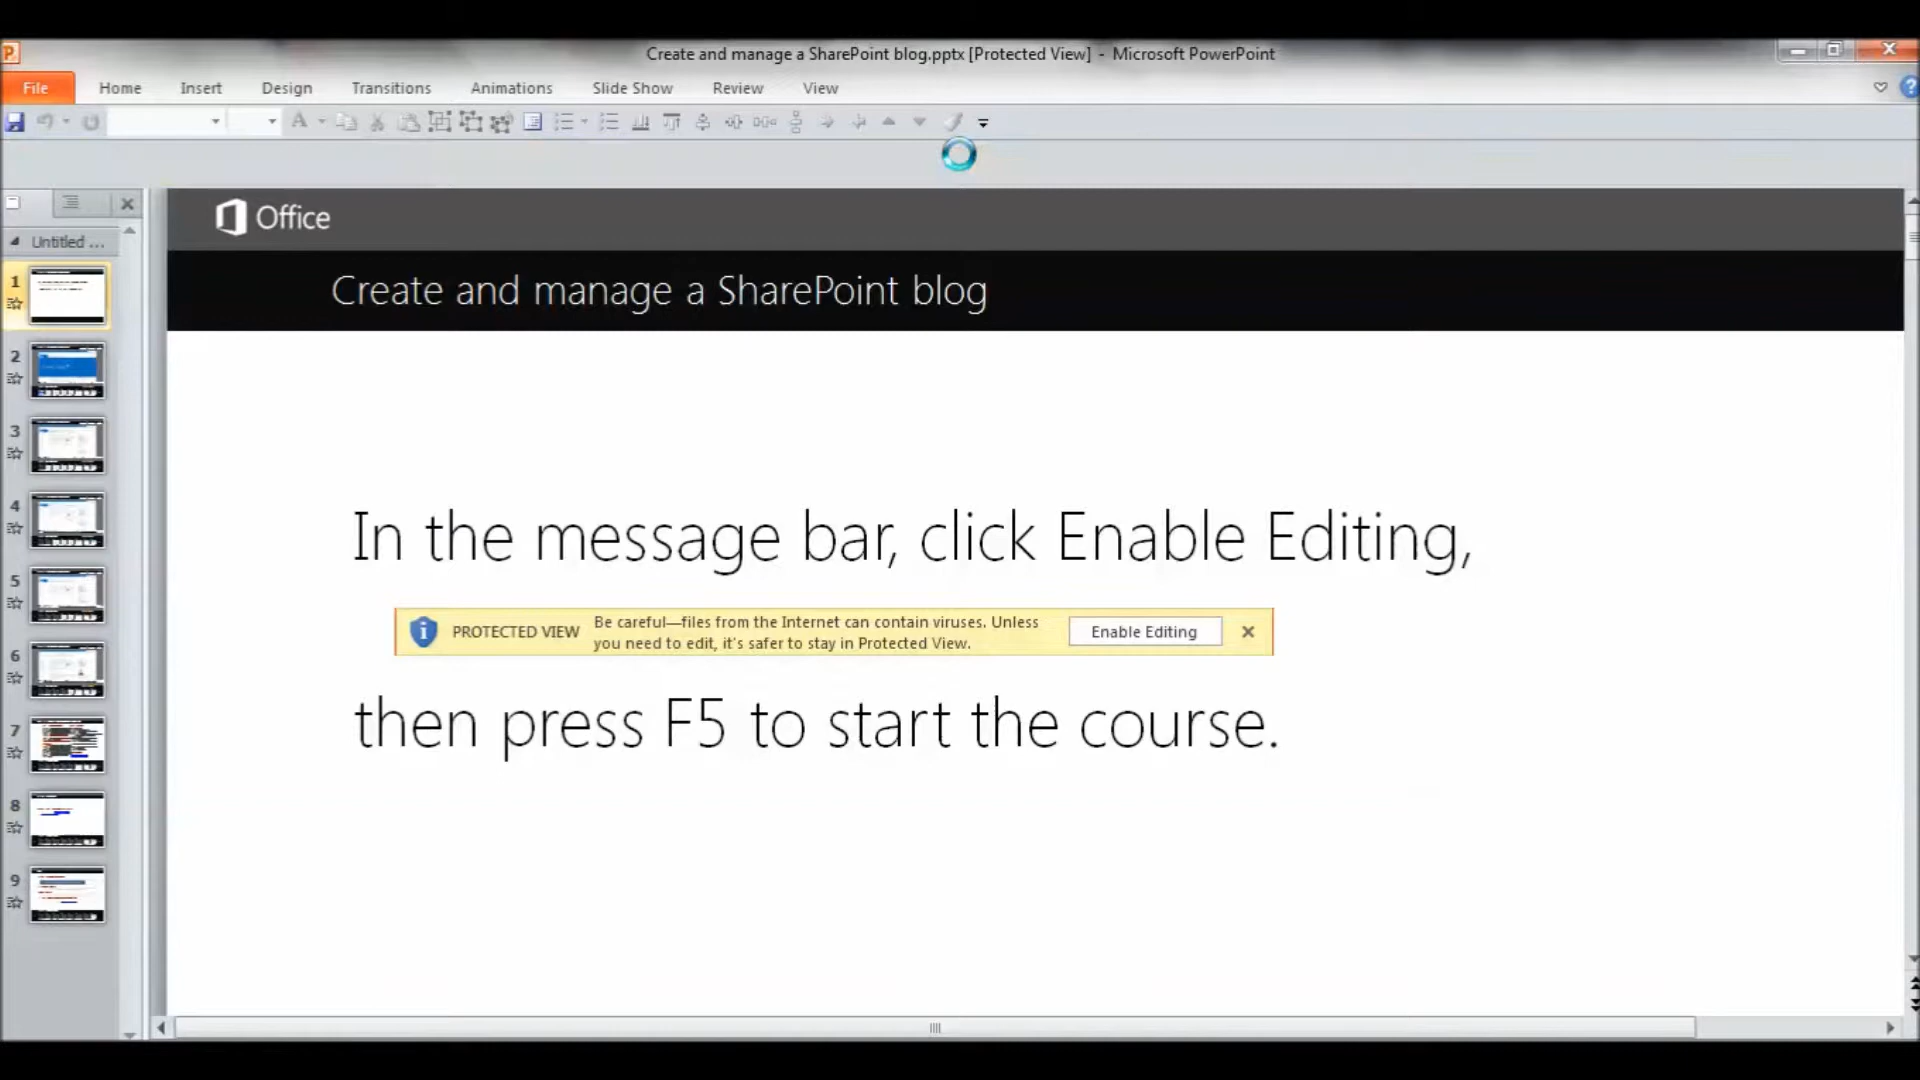 Create and manage a SharePoint blog.pptx [Protected View] - Microsoft PowerPoint
File Home Insert Design Transitions Animations Slide Show Review View
Untitled ...
1
2
3
4
5
6
7
8
9
Office
Create and manage a SharePoint blog
In the message bar, click Enable Editing,
PROTECTED VIEW Be careful—files from the Internet can contain viruses. Unless
you need to edit, it's safer to stay in Protected View.
Enable Editing
then press F5 to start the course.